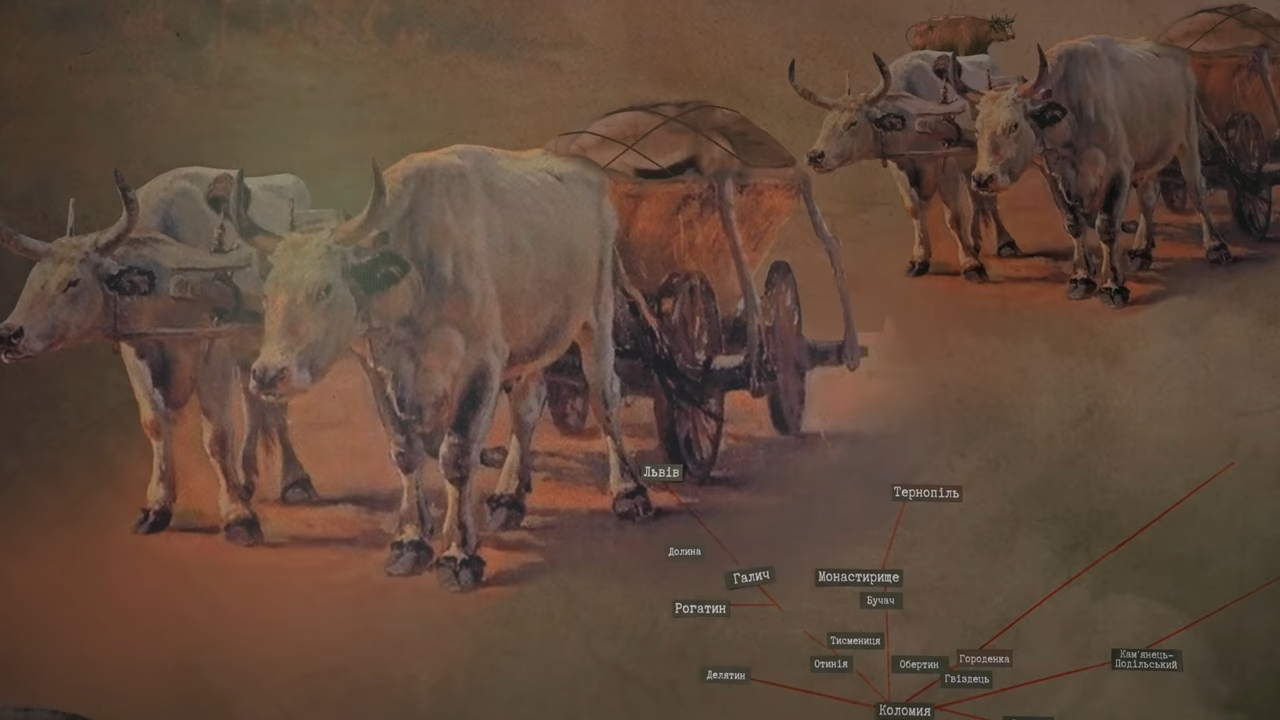 Львів
Тернопіль
Долина
Галич
Монастирище
Бучач
Рогатин
Тисмениця
Отинія
Обертин
Городенка
Кам'янець-
Подільський
Делятин
Гвіздець
Коломия